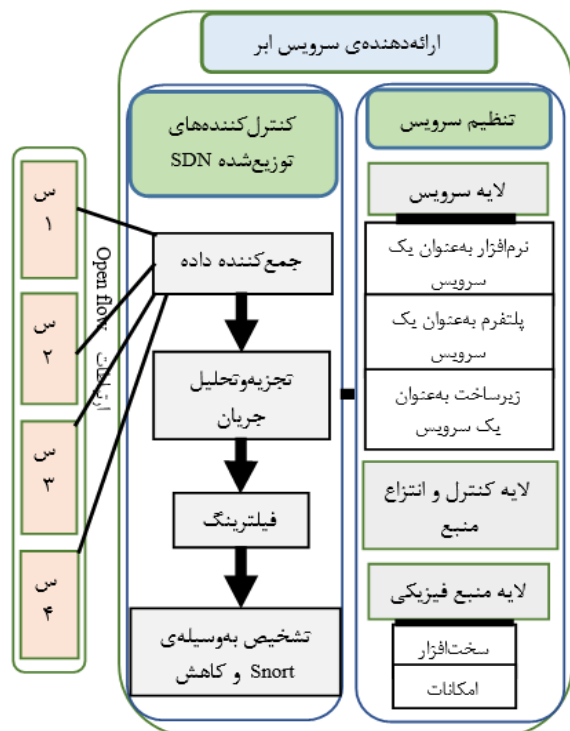 ارائه‌دهنده‌ی سرویس ابر
تنظیم سرویس
لایه سرویس
نرم‌افزار به‌عنوان یک
سرویس
پلتفرم به‌عنوان یک
سرویس
زیرساخت به‌عنوان
یک سرویس
لایه کنترل و انتزاع
منبع
لایه منبع فیزیکی
سخت‌افزار
امکانات
کنترل‌کننده‌های
توزیع‌شده SDN
جمع‌کننده داده
تجزیه‌وتحلیل
جریان
فیلترینگ
تشخیص به‌وسیله‌ی
Snort و کاهش
ارتباطات Open flow
س
۱
س
۲
س
۳
س
۴